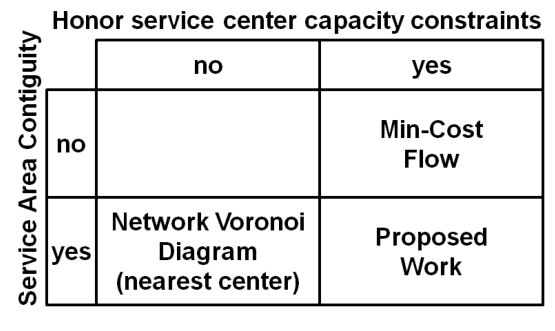 Honor service center capacity constraints
Service Area Contiguity
no
yes
no
Min-Cost
Flow
yes
Network Voronoi
Diagram
(nearest center)
Proposed
Work